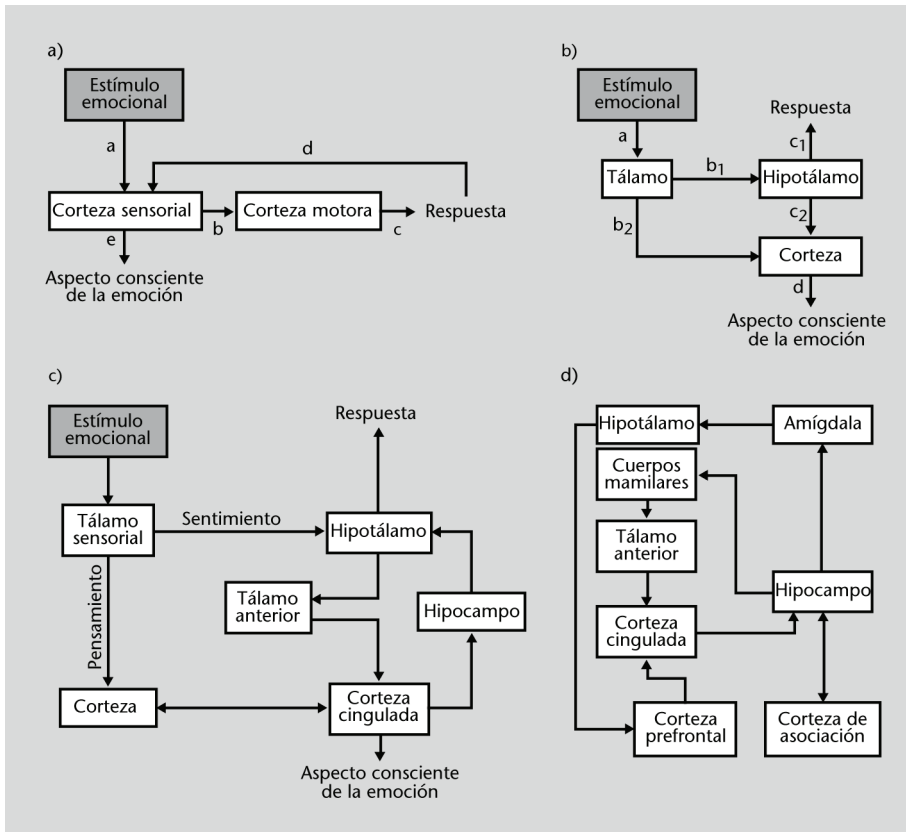 a)
Estímulo
emocional
a
d
Corteza sensorial
b
Corteza motora
c
Respuesta
e
Aspecto consciente
de la emoción
b)
Estímulo
emocional
a
Respuesta
c1
Tálamo
b1
Hipotálamo
b2
c2
Corteza
d
Aspecto consciente
de la emoción
c)
Estímulo
emocional
Respuesta
Tálamo
sensorial
Sentimiento
Hipotálamo
Pensamiento
Tálamo
anterior
Hipocampo
Corteza
Corteza
cingulada
Aspecto consciente
de la emoción
d)
Hipotálamo
Amígdala
Cuerpos
mamilares
Tálamo
anterior
Hipocampo
Corteza
cingulada
Corteza
prefrontal
Corteza de
asociación